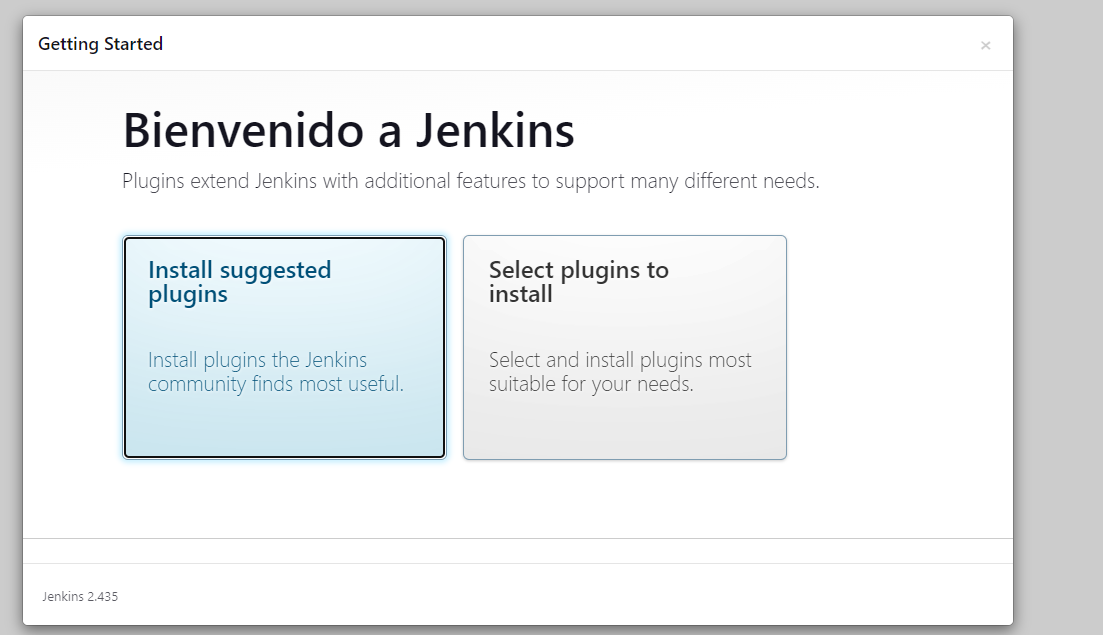 Getting Started
×
Bienvenido a Jenkins
Plugins extend Jenkins with additional features to support many different needs.
Install suggested
plugins
Install plugins the Jenkins
community finds most useful.
Select plugins to
install
Select and install plugins most
suitable for your needs.
Jenkins 2.435